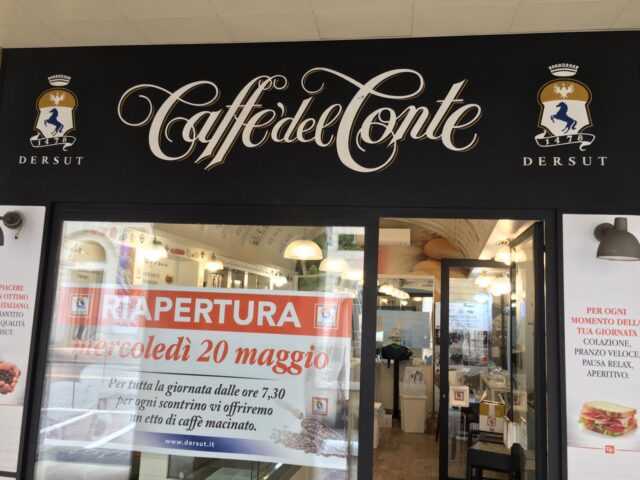 Caffè del Conte
1478
DERSUT
1478
DERSUT
RIAPERTURA
mercoledì 20 maggio
Per tutta la giornata dalle ore 7,30
per ogni scontrino vi offriremo
un etto di caffè macinato.
www.dersut.it
PIACERE
OTTIMO
ITALIANO
QUALITÀ
PER OGNI
MOMENTO DELLA
TUA GIORNATA
COLAZIONE,
PRANZO VELOCE,
PAUSA RELAX,
APERITIVO.